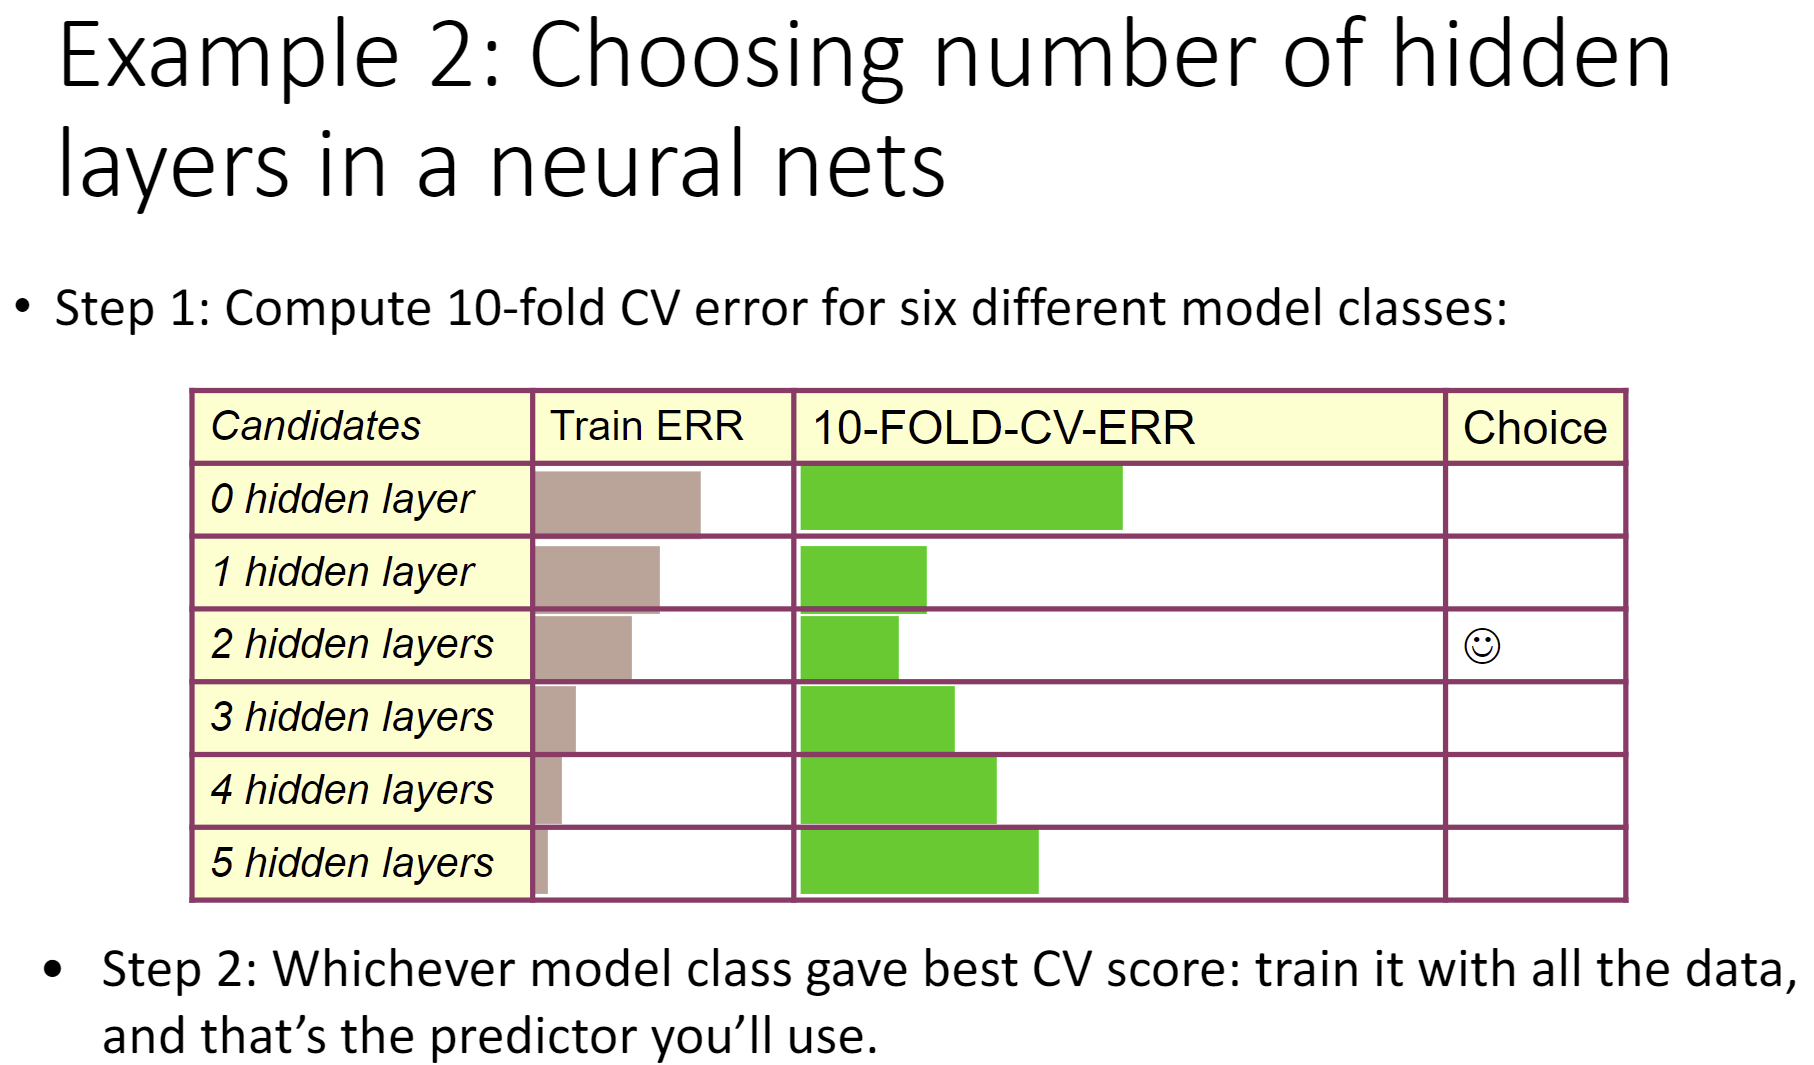 Example 2: Choosing number of hidden
layers in a neural nets
• Step 1: Compute 10-fold CV error for six different model classes:
Candidates Train ERR 10-FOLD-CV-ERR Choice
0 hidden layer
1 hidden layer
2 hidden layers ☺
3 hidden layers
4 hidden layers
5 hidden layers
• Step 2: Whichever model class gave best CV score: train it with all the data,
and that’s the predictor you’ll use.